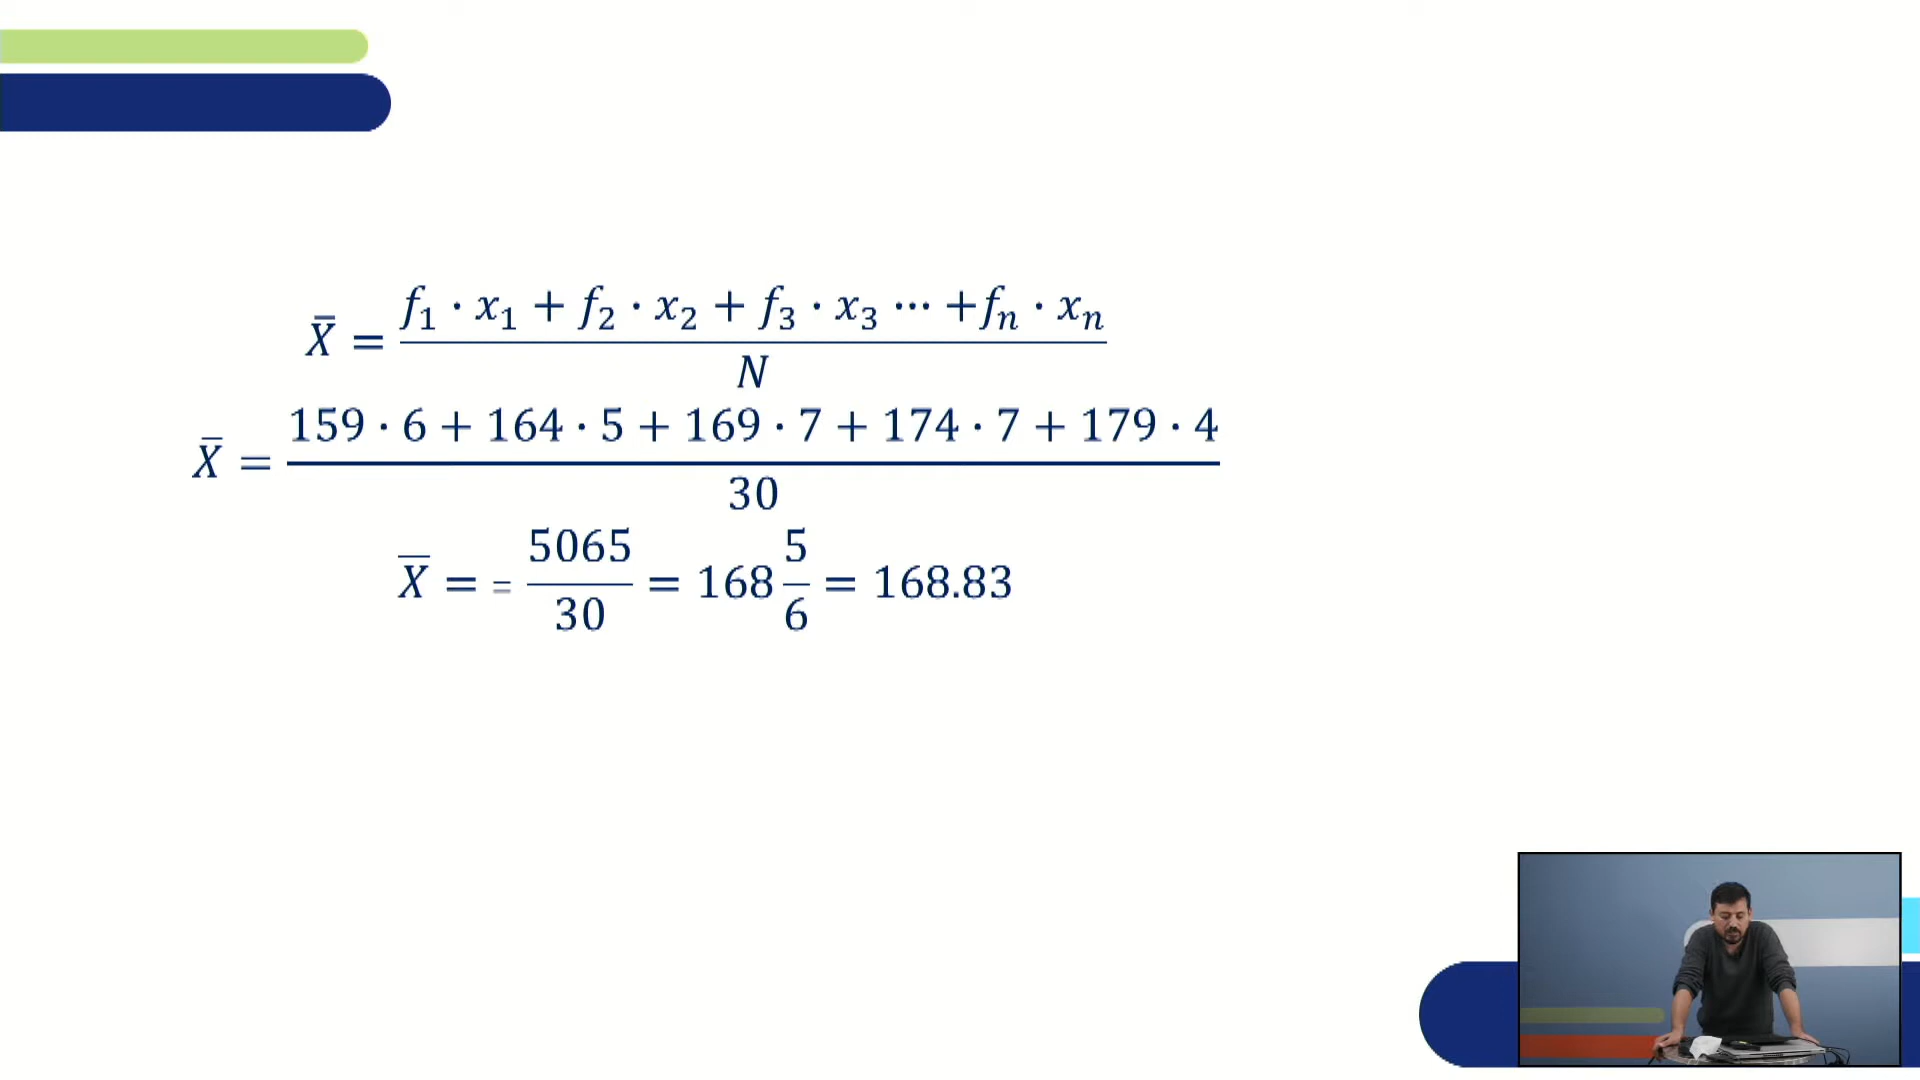 X̄ = (f₁ · x₁ + f₂ · x₂ + f₃ · x₃ ⋯ +fₙ · xₙ) / N
X̄ = (159 · 6 + 164 · 5 + 169 · 7 + 174 · 7 + 179 · 4) / 30
X̄ = = 5065/30 = 168 5/6 = 168.83